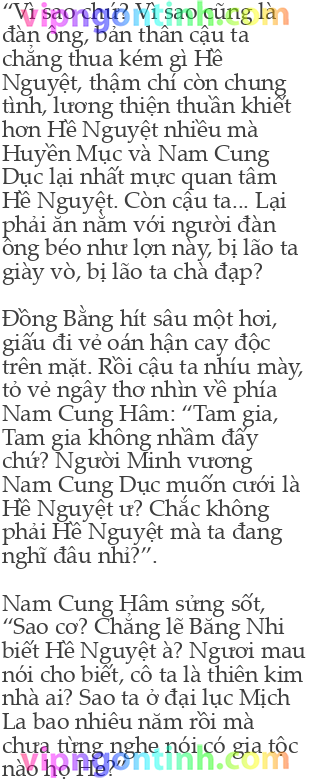 “Vì sao chứ? Vì sao cũng là
đàn ông, bản thân cậu ta
chẳng thua kém gì Hề
Nguyệt, thậm chí còn chung
tình, lương thiện thuần khiết
hơn Hề Nguyệt nhiều mà
Huyền Mục và Nam Cung
Dục lại nhất mực quan tâm
Hề Nguyệt. Còn cậu ta... Lại
phải ăn nằm với người đàn
ông béo như lợn này, bị lão ta
giày vò, bị lão ta chà đạp?
Đồng Bằng hít sâu một hơi,
giấu đi vẻ oán hận cay độc
trên mặt. Rồi cậu ta nhíu mày,
tỏ vẻ ngây thơ nhìn về phía
Nam Cung Hâm: “Tam gia,
Tam gia không nhầm đấy
chứ? Người Minh vương
Nam Cung Dục muốn cưới là
Hề Nguyệt ư? Chắc không
phải Hề Nguyệt mà ta đang
nghĩ đâu nhỉ?”.
Nam Cung Hâm sửng sốt,
“Sao cơ? Chẳng lẽ Băng Nhi
biết Hề Nguyệt à? Ngươi mau
nói cho biết, cô ta là thiên kim
nhà ai? Sao ta ở đại lục Mịch
La bao nhiêu năm rồi mà
chưa từng nghe nói có gia tộc
nào họ Hề?”
vipngontinh.com
vipngontinh.com